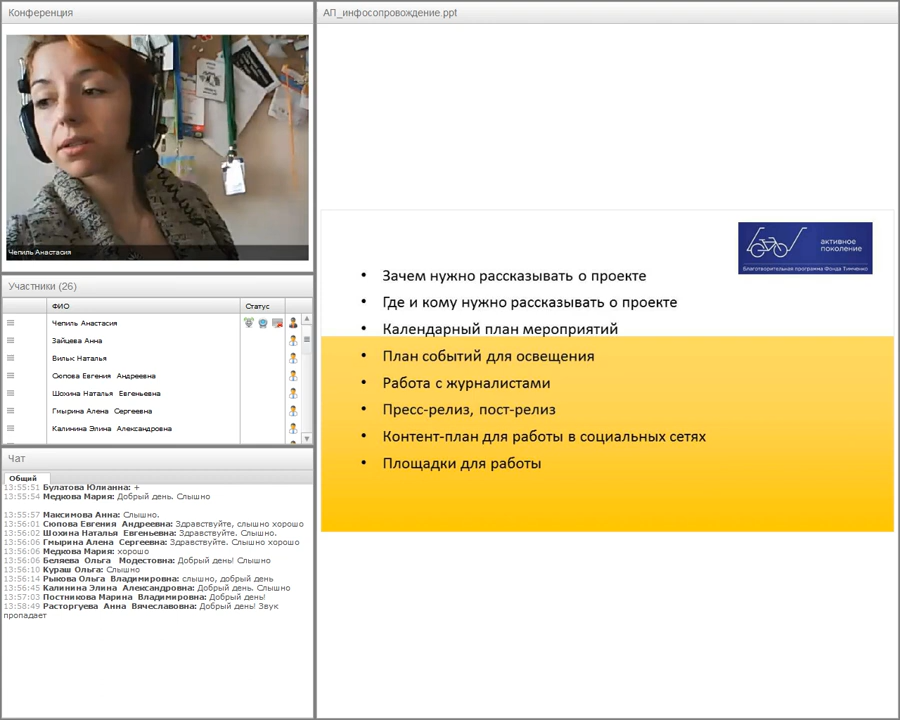 Конференция
Чепиль Анастасия
Участники (26)
ФИО
Статус
Чепиль Анастасия
Зайцева Анна
Вильк Наталья
Сюпова Евгения Андреевна
Шохина Наталья Евгеньевна
Гмырина Алена Сергеевна
Калинина Элина Александровна
Чат
Общий
13:55:51 Булатова Юлианна: +
13:55:54 Медкова Мария: Добрый день. Слышно
13:55:57 Максимова Анна: Слышно.
13:56:01 Сюпова Евгения Андреевна: Здравствуйте, слышно хорошо
13:56:02 Шохина Наталья Евгеньевна: Здравствуйте. Слышно.
13:56:06 Гмырина Алена Сергеевна: Здравствуйте. Слышно хорошо
13:56:06 Медкова Мария: хорошо
13:56:06 Беляева Ольга Модестовна: Добрый день! Слышно
13:56:10 Кураш Ольга: Слышно
13:56:14 Рыкова Ольга Владимировна: слышно, добрый день
13:56:45 Калинина Элина Александровна: Добрый день. Слышно
13:57:03 Постникова Марина Владимировна: Добрый день!
13:58:49 Расторгуева Анна Вячеславовна: Добрый день! Звук
пропадает
АП_инфосопровождение.ppt
активное
поколение
Благотворительная программа Фонда Тимченко
• Зачем нужно рассказывать о проекте
• Где и кому нужно рассказывать о проекте
• Календарный план мероприятий
• План событий для освещения
• Работа с журналистами
• Пресс-релиз, пост-релиз
• Контент-план для работы в социальных сетях
• Площадки для работы